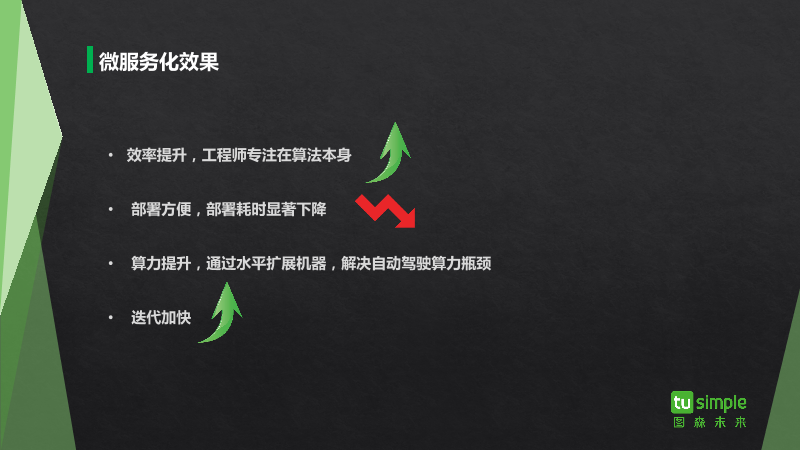 微服务化效果
• 效率提升，工程师专注在算法本身
• 部署方便，部署耗时显著下降
• 算力提升，通过水平扩展机器，解决自动驾驶算力瓶颈
• 迭代加快
tu simple
图森未来